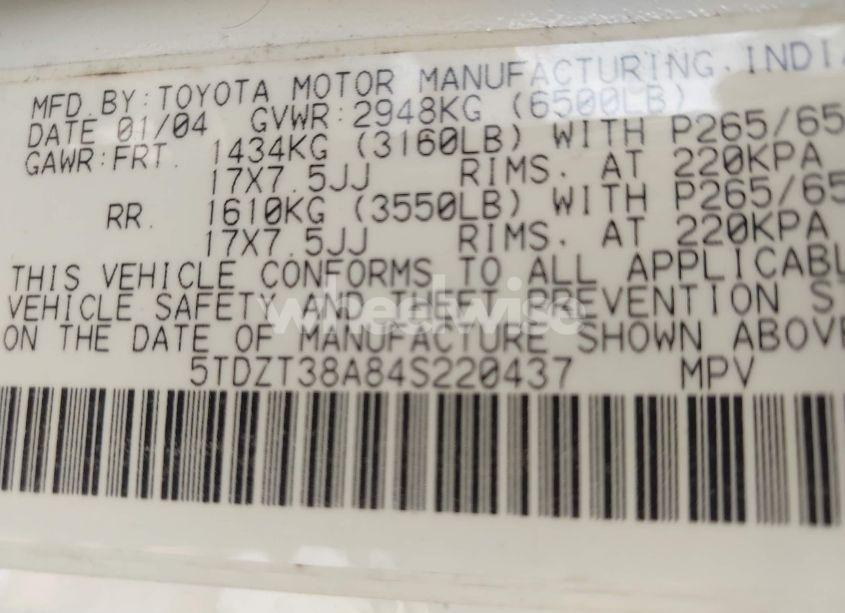 MFD.BY:TOYOTA MOTOR MANUFACTURING.INDIA
DATE 01/04 GVWR:2948KG (6500LB)
GAWR:FRT. 1434KG (3160LB) WITH P265/65
17X7.5JJ RIMS. AT 220KPA
RR. 1610KG (3550LB) WITH P265/65
17X7.5JJ RIMS. AT 220KPA
THIS VEHICLE CONFORMS TO ALL APPLICABL
VEHICLE SAFETY AND THEFT PREVENTION S
ON THE DATE OF MANUFACTURE SHOWN ABOVE
wheelwise
5TDZT38A84S220437 MPV